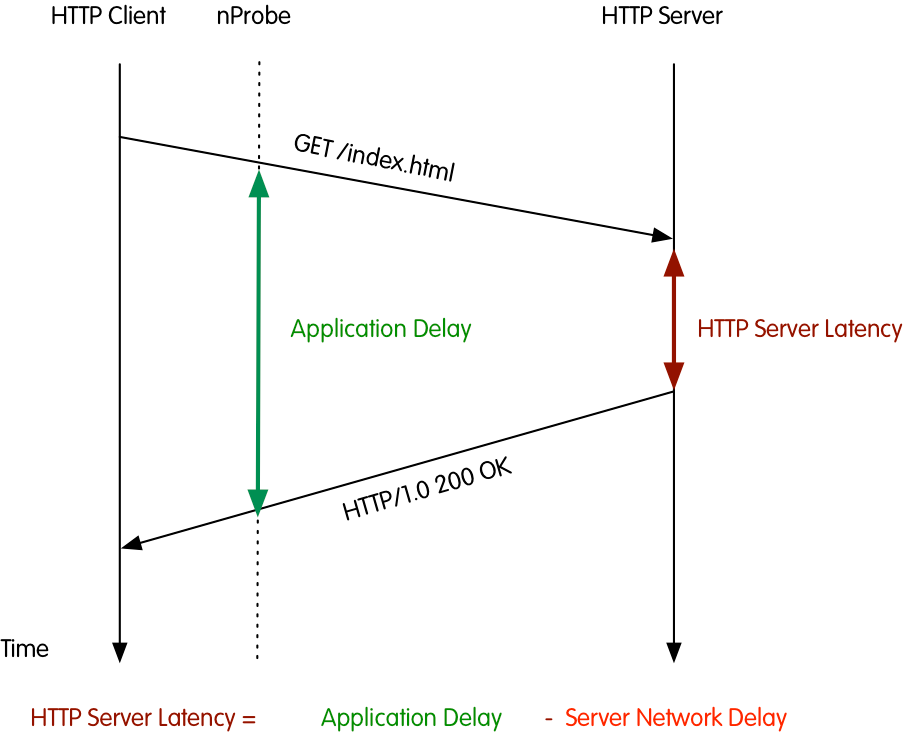 HTTP Client nProbe HTTP Server
GET /index.html
Application Delay HTTP Server Latency
HTTP/1.0 200 OK
Time
HTTP Server Latency = Application Delay - Server Network Delay